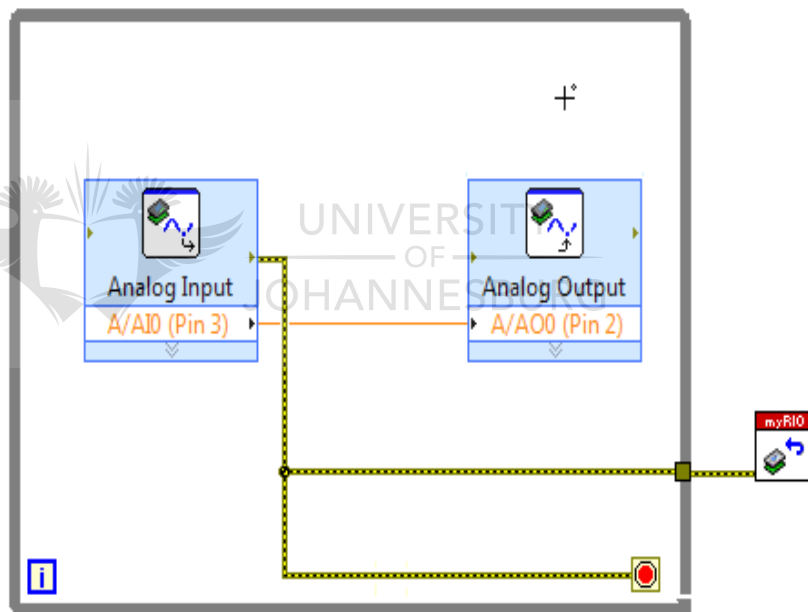 UNIVERSITY
OF
JOHANNESBURG
Analog Input
A/AI0 (Pin 3)
Analog Output
A/AO0 (Pin 2)
myRIO
i